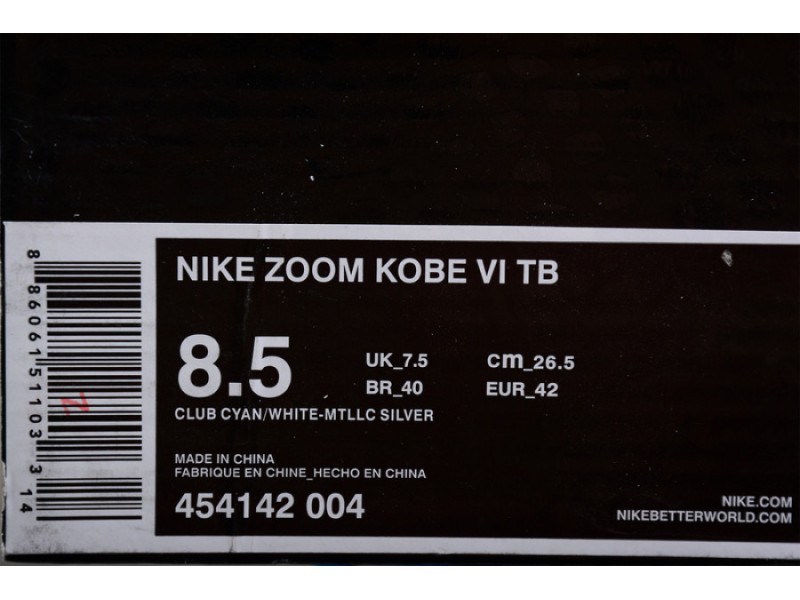 NIKE ZOOM KOBE VI TB
8.5
UK_7.5 cm_26.5
BR_40 EUR_42
CLUB CYAN/WHITE-MTLLC SILVER
MADE IN CHINA
FABRIQUE EN CHINE_HECHO EN CHINA
454142 004
NIKE.COM
NIKEBETTERWORLD.COM
8 86061 51103 3 14